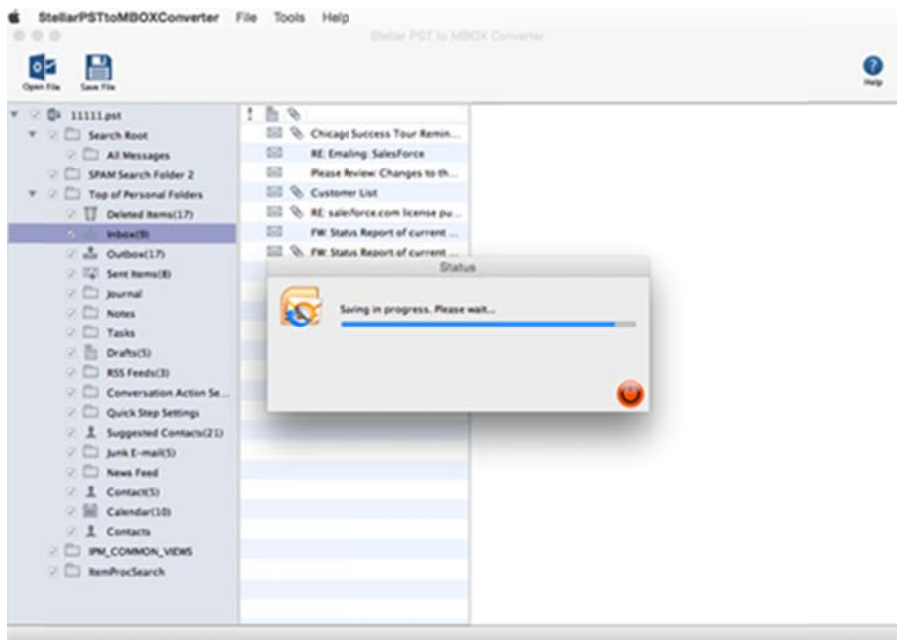 StellarPSTtoMBOXConverter File Tools Help
Stellar PST to MBOX Converter
Open File Save File Help
11111.pst
Search Root
All Messages
SPAM Search Folder 2
Top of Personal Folders
Deleted Items(17)
Inbox(9)
Outbox(17)
Sent Items(8)
Journal
Notes
Tasks
Drafts(5)
RSS Feeds(3)
Conversation Action Se...
Quick Step Settings
Suggested Contacts(21)
Junk E-mail(5)
News Feed
Contact(5)
Calendar(10)
Contacts
IPM_COMMON_VIEWS
ItemProcSearch
Chicago Success Tour Remin...
RE: Emailing: SalesForce
Please Review: Changes to th...
Customer List
RE: salesforce.com license pu...
FW: Status Report of current ...
FW: Status Report of current ...
Status
Saving in progress. Please wait...